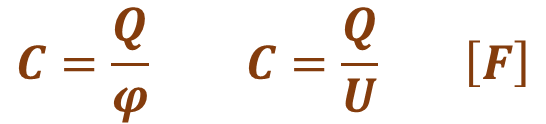 C = Q/φ C = Q/U [F]